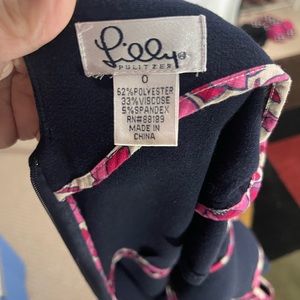 Lilly®
PULITZER
0
62%POLYESTER
33%VISCOSE
5%SPANDEX
RN#88189
MADE IN
CHINA